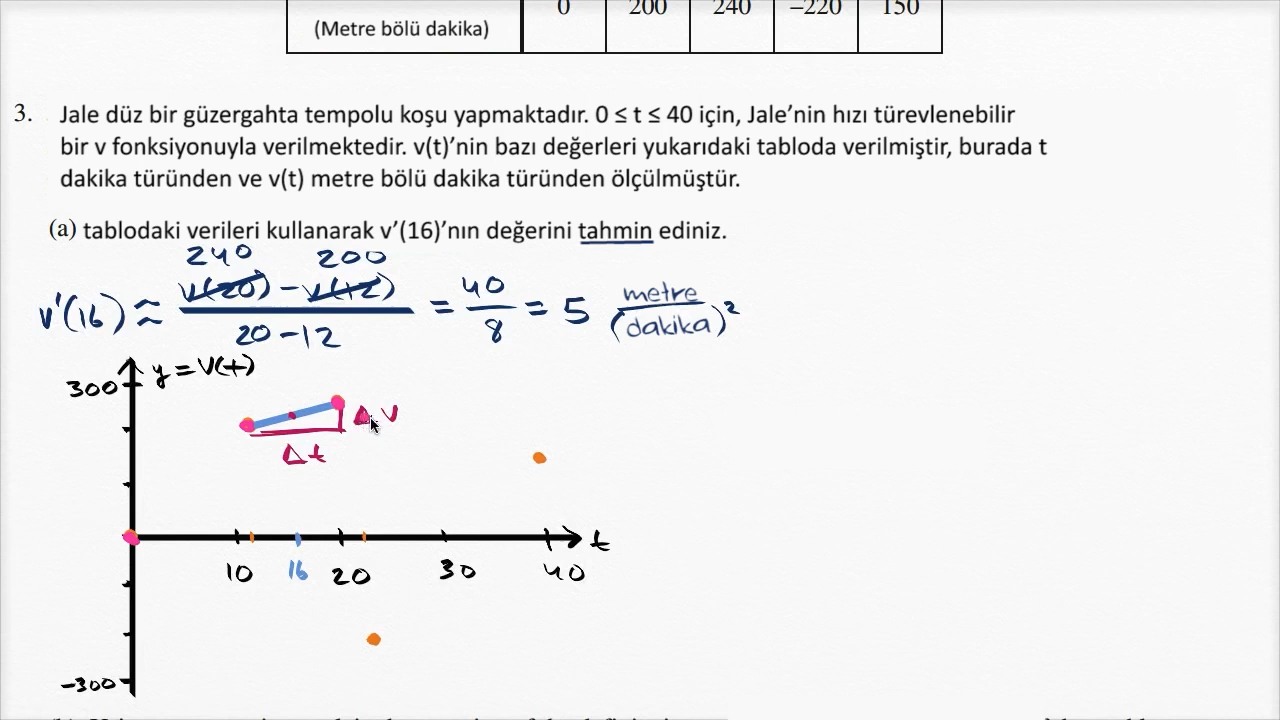 0 200 240 –220 150
(Metre bölü dakika)
3. Jale düz bir güzergahta tempolu koşu yapmaktadır. 0 ≤ t ≤ 40 için, Jale’nin hızı türevlenebilir
bir v fonksiyonuyla verilmektedir. v(t)’nin bazı değerleri yukarıdaki tabloda verilmiştir, burada t
dakika türünden ve v(t) metre bölü dakika türünden ölçülmüştür.
(a) tablodaki verileri kullanarak v’(16)’nın değerini tahmin ediniz.
240 200
v'(16) ≈ v(20) – v(12) / 20 – 12 = 40/8 = 5 metre/(dakika)²
y = v(t)
300
Δv
Δt
t
10 16 20 30 40
–300